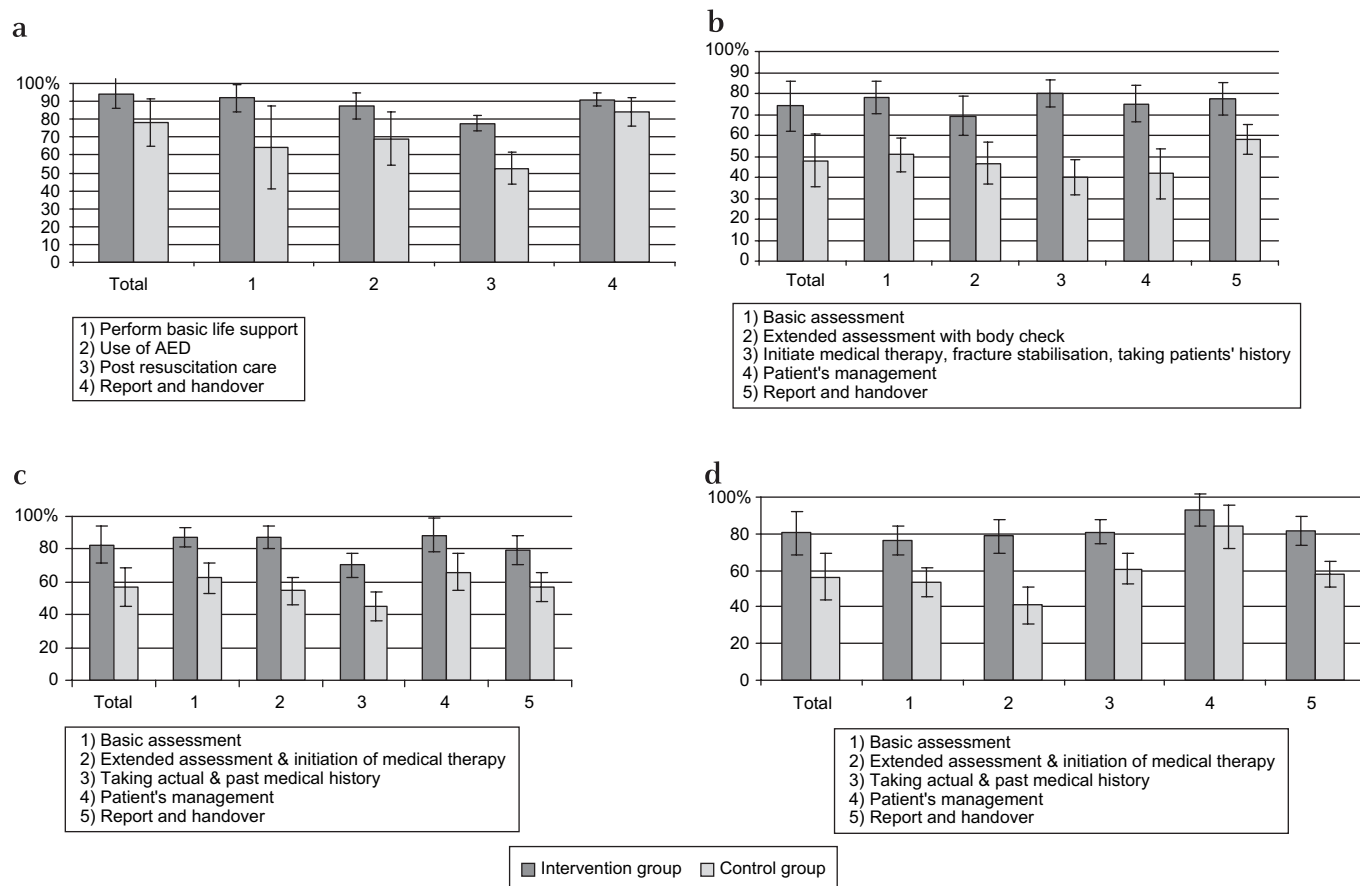 a
100%
90
80
70
60
50
40
30
20
10
0
Total 1 2 3 4
1) Perform basic life support
2) Use of AED
3) Post resuscitation care
4) Report and handover
b
100%
90
80
70
60
50
40
30
20
10
0
Total 1 2 3 4 5
1) Basic assessment
2) Extended assessment with body check
3) Initiate medical therapy, fracture stabilisation, taking patients' history
4) Patient's management
5) Report and handover
c
100%
80
60
40
20
0
Total 1 2 3 4 5
1) Basic assessment
2) Extended assessment & initiation of medical therapy
3) Taking actual & past medical history
4) Patient's management
5) Report and handover
d
100%
80
60
40
20
0
Total 1 2 3 4 5
1) Basic assessment
2) Extended assessment & initiation of medical therapy
3) Taking actual & past medical history
4) Patient's management
5) Report and handover
Intervention group Control group